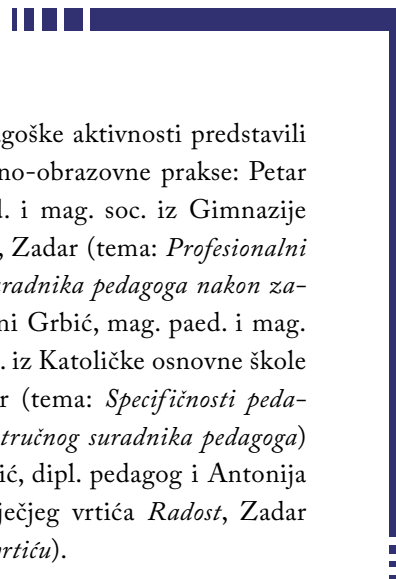 goške aktivnosti predstavili
no-obrazovne prakse: Petar
. i mag. soc. iz Gimnazije
, Zadar (tema: Profesionalni
radnika pedagoga nakon za-
ni Grbić, mag. paed. i mag.
. iz Katoličke osnovne škole
r (tema: Specifičnosti peda-
tručnog suradnika pedagoga)
ić, dipl. pedagog i Antonija
ječjeg vrtića Radost, Zadar
rtiću).